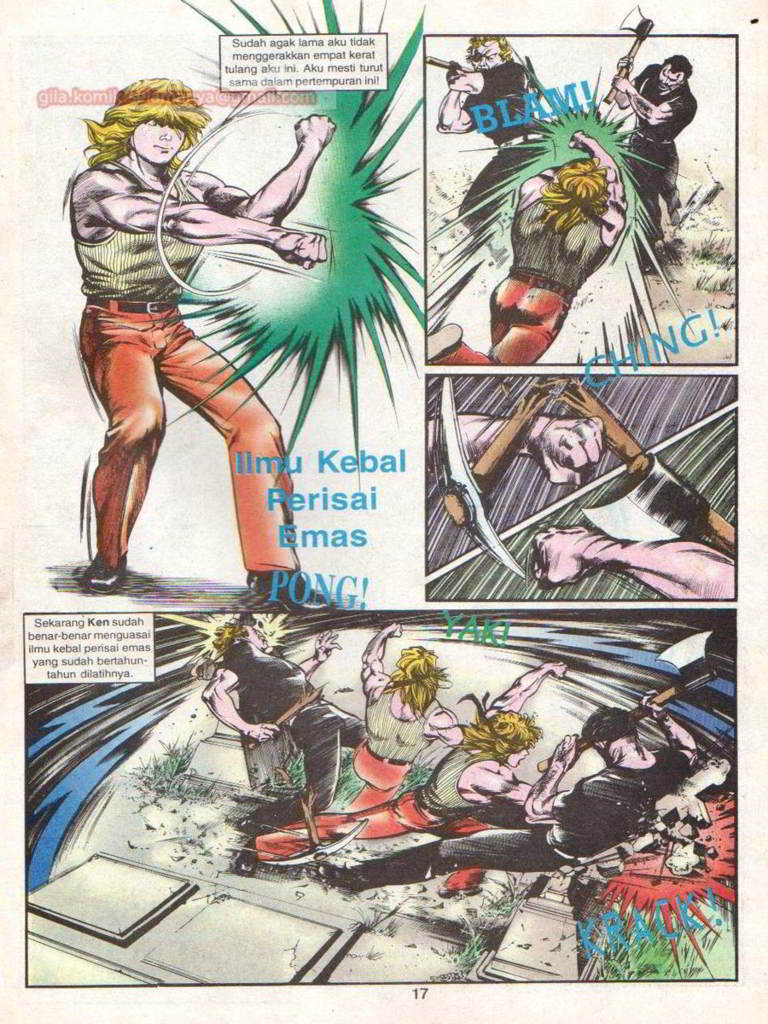 Sudah agak lama aku tidak
menggerakkan empat kerat
tulang aku ini. Aku mesti turut
sama dalam pertempuran ini!
BLAM!
CHING!
Ilmu Kebal
Perisai
Emas
PONG!
Sekarang Ken sudah
benar-benar menguasai
ilmu kebal perisai emas
yang sudah bertahun-
tahun dilatihnya.
YAK!
KRACK!
17